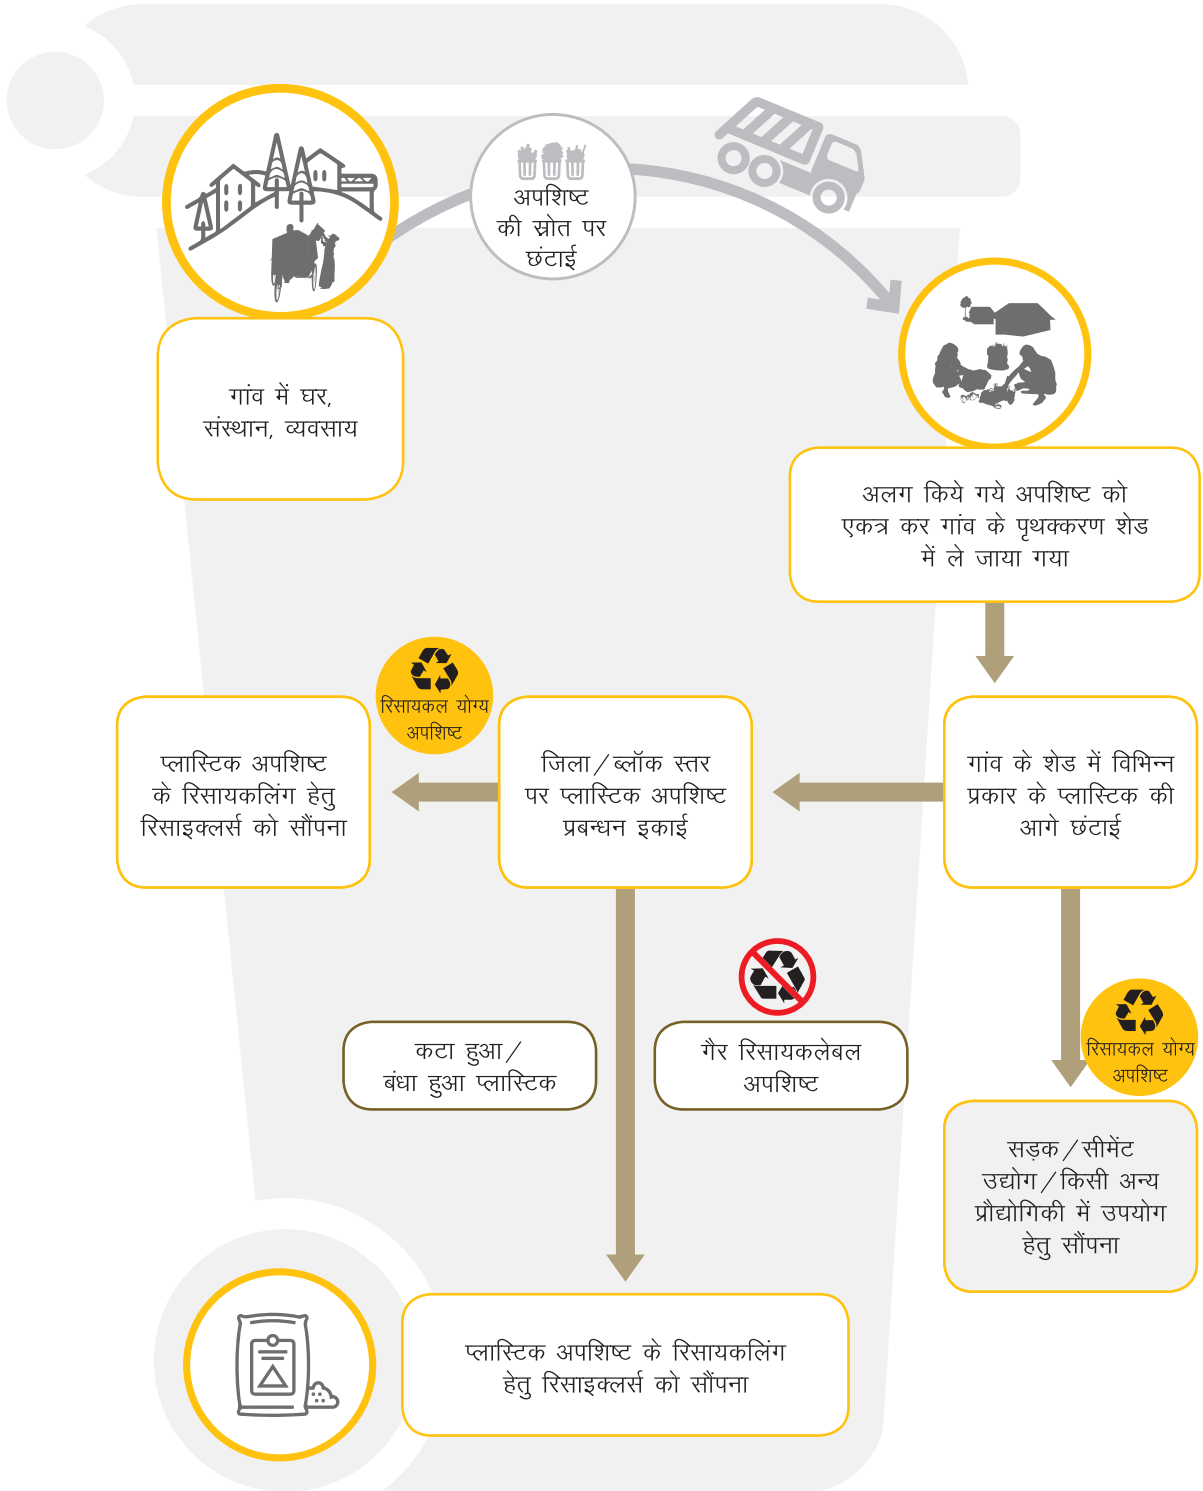 अपशिष्ट
की स्रोत पर
छंटाई
गांव में घर,
संस्थान, व्यवसाय
अलग किये गये अपशिष्ट को
एकत्र कर गांव के पृथक्करण शेड
में ले जाया गया
रिसायकल योग्य
अपशिष्ट
प्लास्टिक अपशिष्ट
के रिसायकलिंग हेतु
रिसाइक्लर्स को सौंपना
जिला/ब्लॉक स्तर
पर प्लास्टिक अपशिष्ट
प्रबन्धन इकाई
गांव के शेड में विभिन्न
प्रकार के प्लास्टिक की
आगे छंटाई
कटा हुआ/
बंधा हुआ प्लास्टिक
गैर रिसायकलेबल
अपशिष्ट
रिसायकल योग्य
अपशिष्ट
सड़क/सीमेंट
उद्योग/किसी अन्य
प्रौद्योगिकी में उपयोग
हेतु सौंपना
प्लास्टिक अपशिष्ट के रिसायकलिंग
हेतु रिसाइक्लर्स को सौंपना